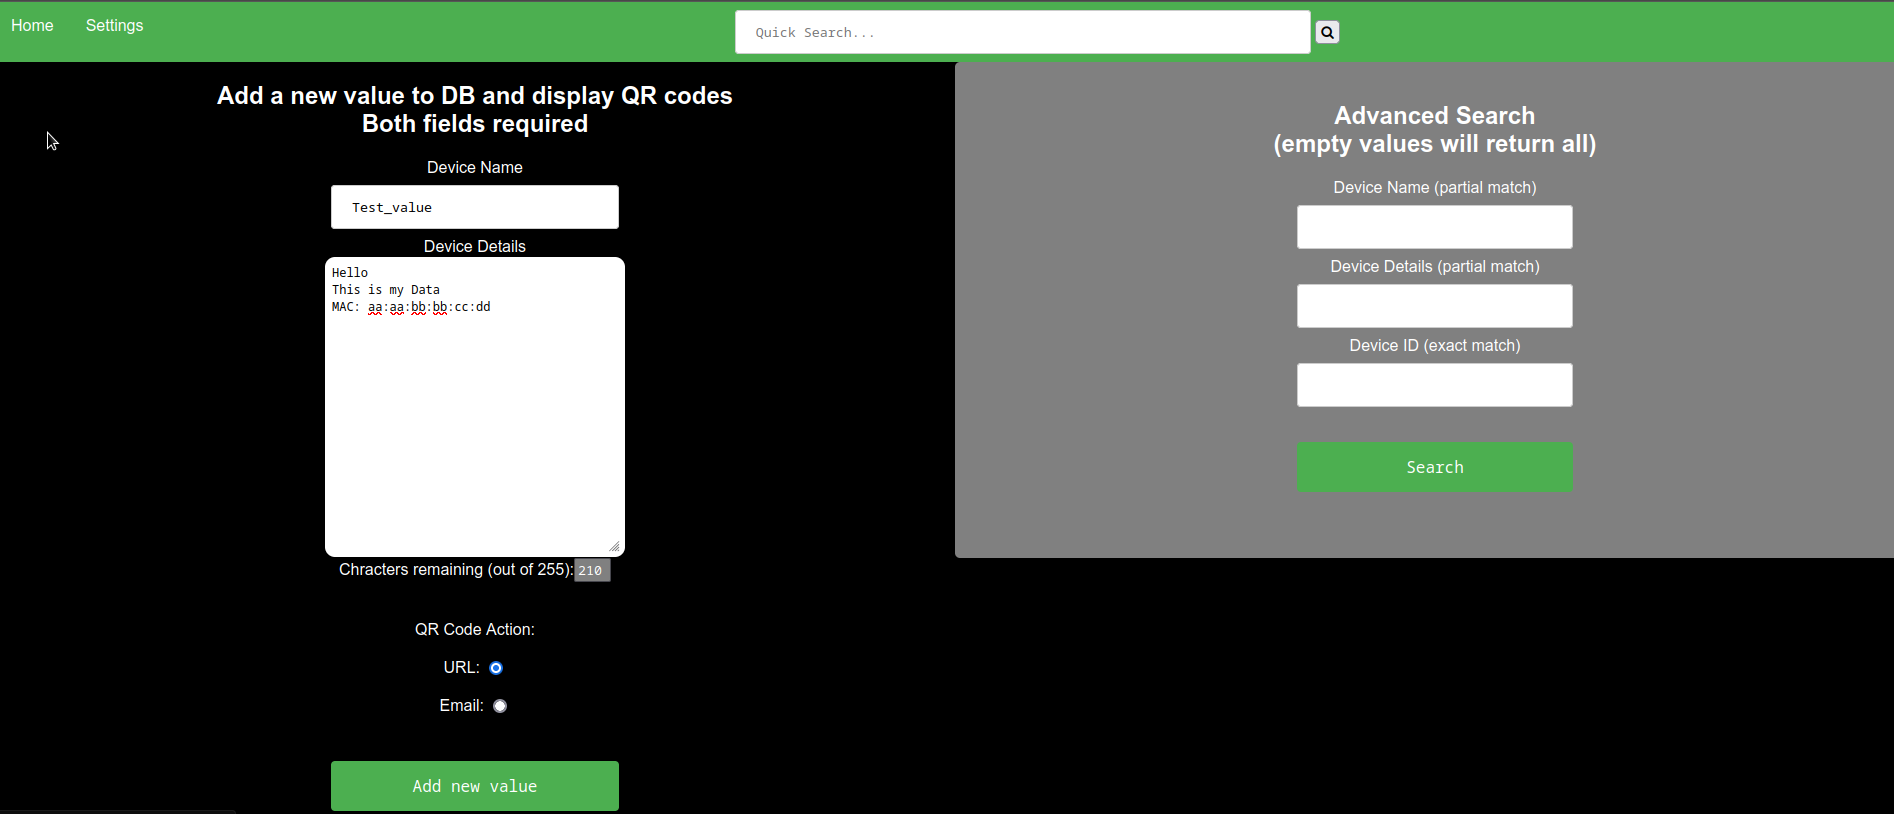 Home Settings Quick Search...
Add a new value to DB and display QR codes
Both fields required
Device Name
Test_value
Device Details
Hello
This is my Data
MAC: aa:aa:bb:bb:cc:dd
Chracters remaining (out of 255): 210
QR Code Action:
URL:
Email:
Add new value
Advanced Search
(empty values will return all)
Device Name (partial match)
Device Details (partial match)
Device ID (exact match)
Search